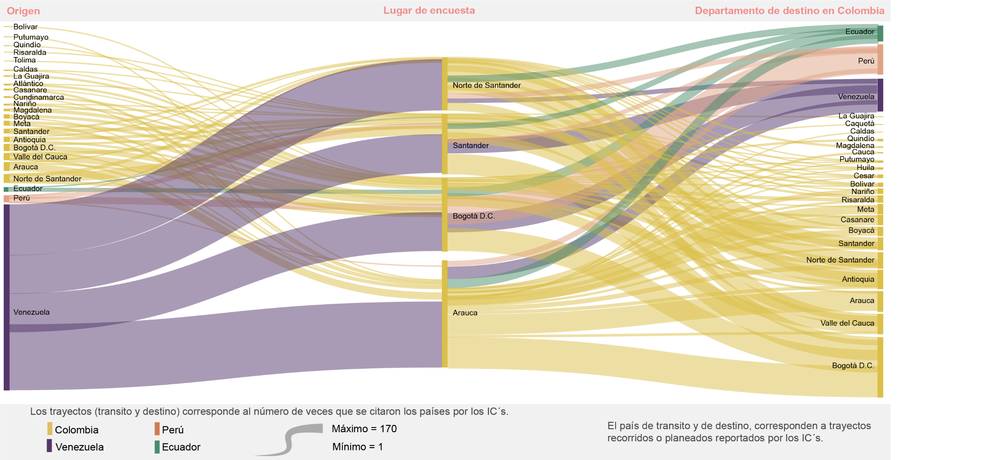 Origen
Lugar de encuesta
Departamento de destino en Colombia
Bolívar
Putumayo
Quindío
Risaralda
Tolima
Caldas
La Guajira
Atlántico
Casanare
Cundinamarca
Nariño
Magdalena
Boyacá
Meta
Santander
Antioquia
Bogotá D.C.
Valle del Cauca
Arauca
Norte de Santander
Ecuador
Perú
Venezuela
Norte de Santander
Santander
Bogotá D.C.
Arauca
Ecuador
Perú
Venezuela
La Guajira
Caquetá
Caldas
Quindío
Magdalena
Cauca
Putumayo
Huila
Cesar
Bolívar
Nariño
Risaralda
Meta
Casanare
Boyacá
Santander
Norte de Santander
Antioquia
Arauca
Valle del Cauca
Bogotá D.C.
Los trayectos (transito y destino) corresponde al número de veces que se citaron los países por los IC´s.
Colombia
Perú
Venezuela
Ecuador
Máximo = 170
Mínimo = 1
El país de transito y de destino, corresponden a trayectos
recorridos o planeados reportados por los IC´s.